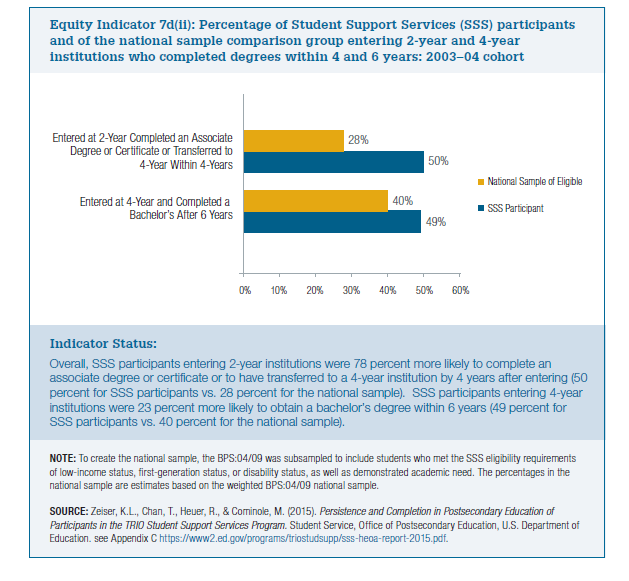 Equity Indicator 7d(ii): Percentage of Student Support Services (SSS) participants
and of the national sample comparison group entering 2-year and 4-year
institutions who completed degrees within 4 and 6 years: 2003–04 cohort
Entered at 2-Year Completed an Associate
Degree or Certificate or Transferred to
4-Year Within 4-Years
28%
50%
Entered at 4-Year and Completed a
Bachelor's After 6 Years
40%
49%
National Sample of Eligible
SSS Participant
0% 10% 20% 30% 40% 50% 60%
Indicator Status:
Overall, SSS participants entering 2-year institutions were 78 percent more likely to complete an
associate degree or certificate or to have transferred to a 4-year institution by 4 years after entering (50
percent for SSS participants vs. 28 percent for the national sample). SSS participants entering 4-year
institutions were 23 percent more likely to obtain a bachelor's degree within 6 years (49 percent for
SSS participants vs. 40 percent for the national sample).
NOTE: To create the national sample, the BPS:04/09 was subsampled to include students who met the SSS eligibility requirements
of low-income status, first-generation status, or disability status, as well as demonstrated academic need. The percentages in the
national sample are estimates based on the weighted BPS:04/09 national sample.
SOURCE: Zeiser, K.L., Chan, T., Heuer, R., & Cominole, M. (2015). Persistence and Completion in Postsecondary Education of
Participants in the TRIO Student Support Services Program. Student Service, Office of Postsecondary Education, U.S. Department of
Education. see Appendix C https://www2.ed.gov/programs/triostudsupp/sss-heoa-report-2015.pdf.